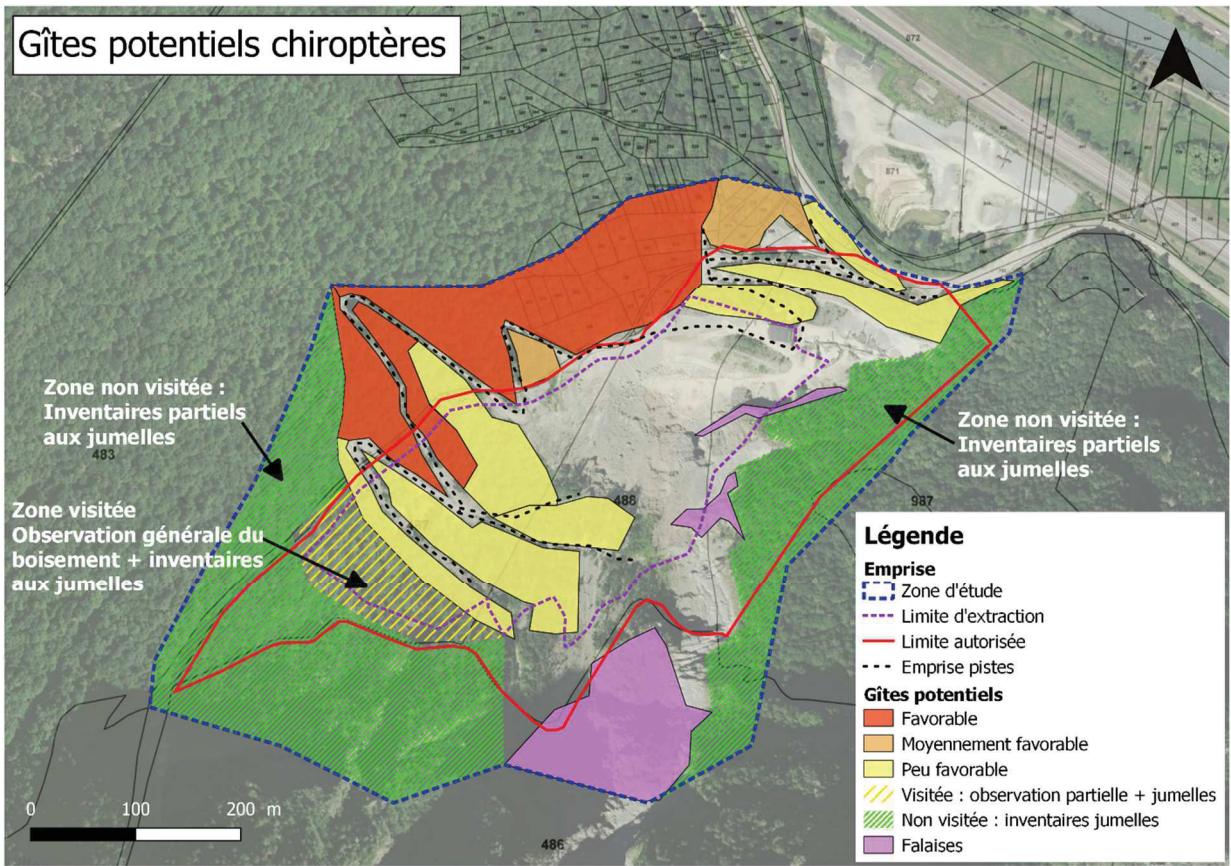 Gîtes potentiels chiroptères
872
871
Zone non visitée :
Inventaires partiels
aux jumelles
483
Zone visitée
Observation générale du
boisement + inventaires
aux jumelles
488
Zone non visitée :
Inventaires partiels
aux jumelles
987
486
0 100 200 m
Légende
Emprise
Zone d'étude
Limite d'extraction
Limite autorisée
Emprise pistes
Gîtes potentiels
Favorable
Moyennement favorable
Peu favorable
Visitée : observation partielle + jumelles
Non visitée : inventaires jumelles
Falaises